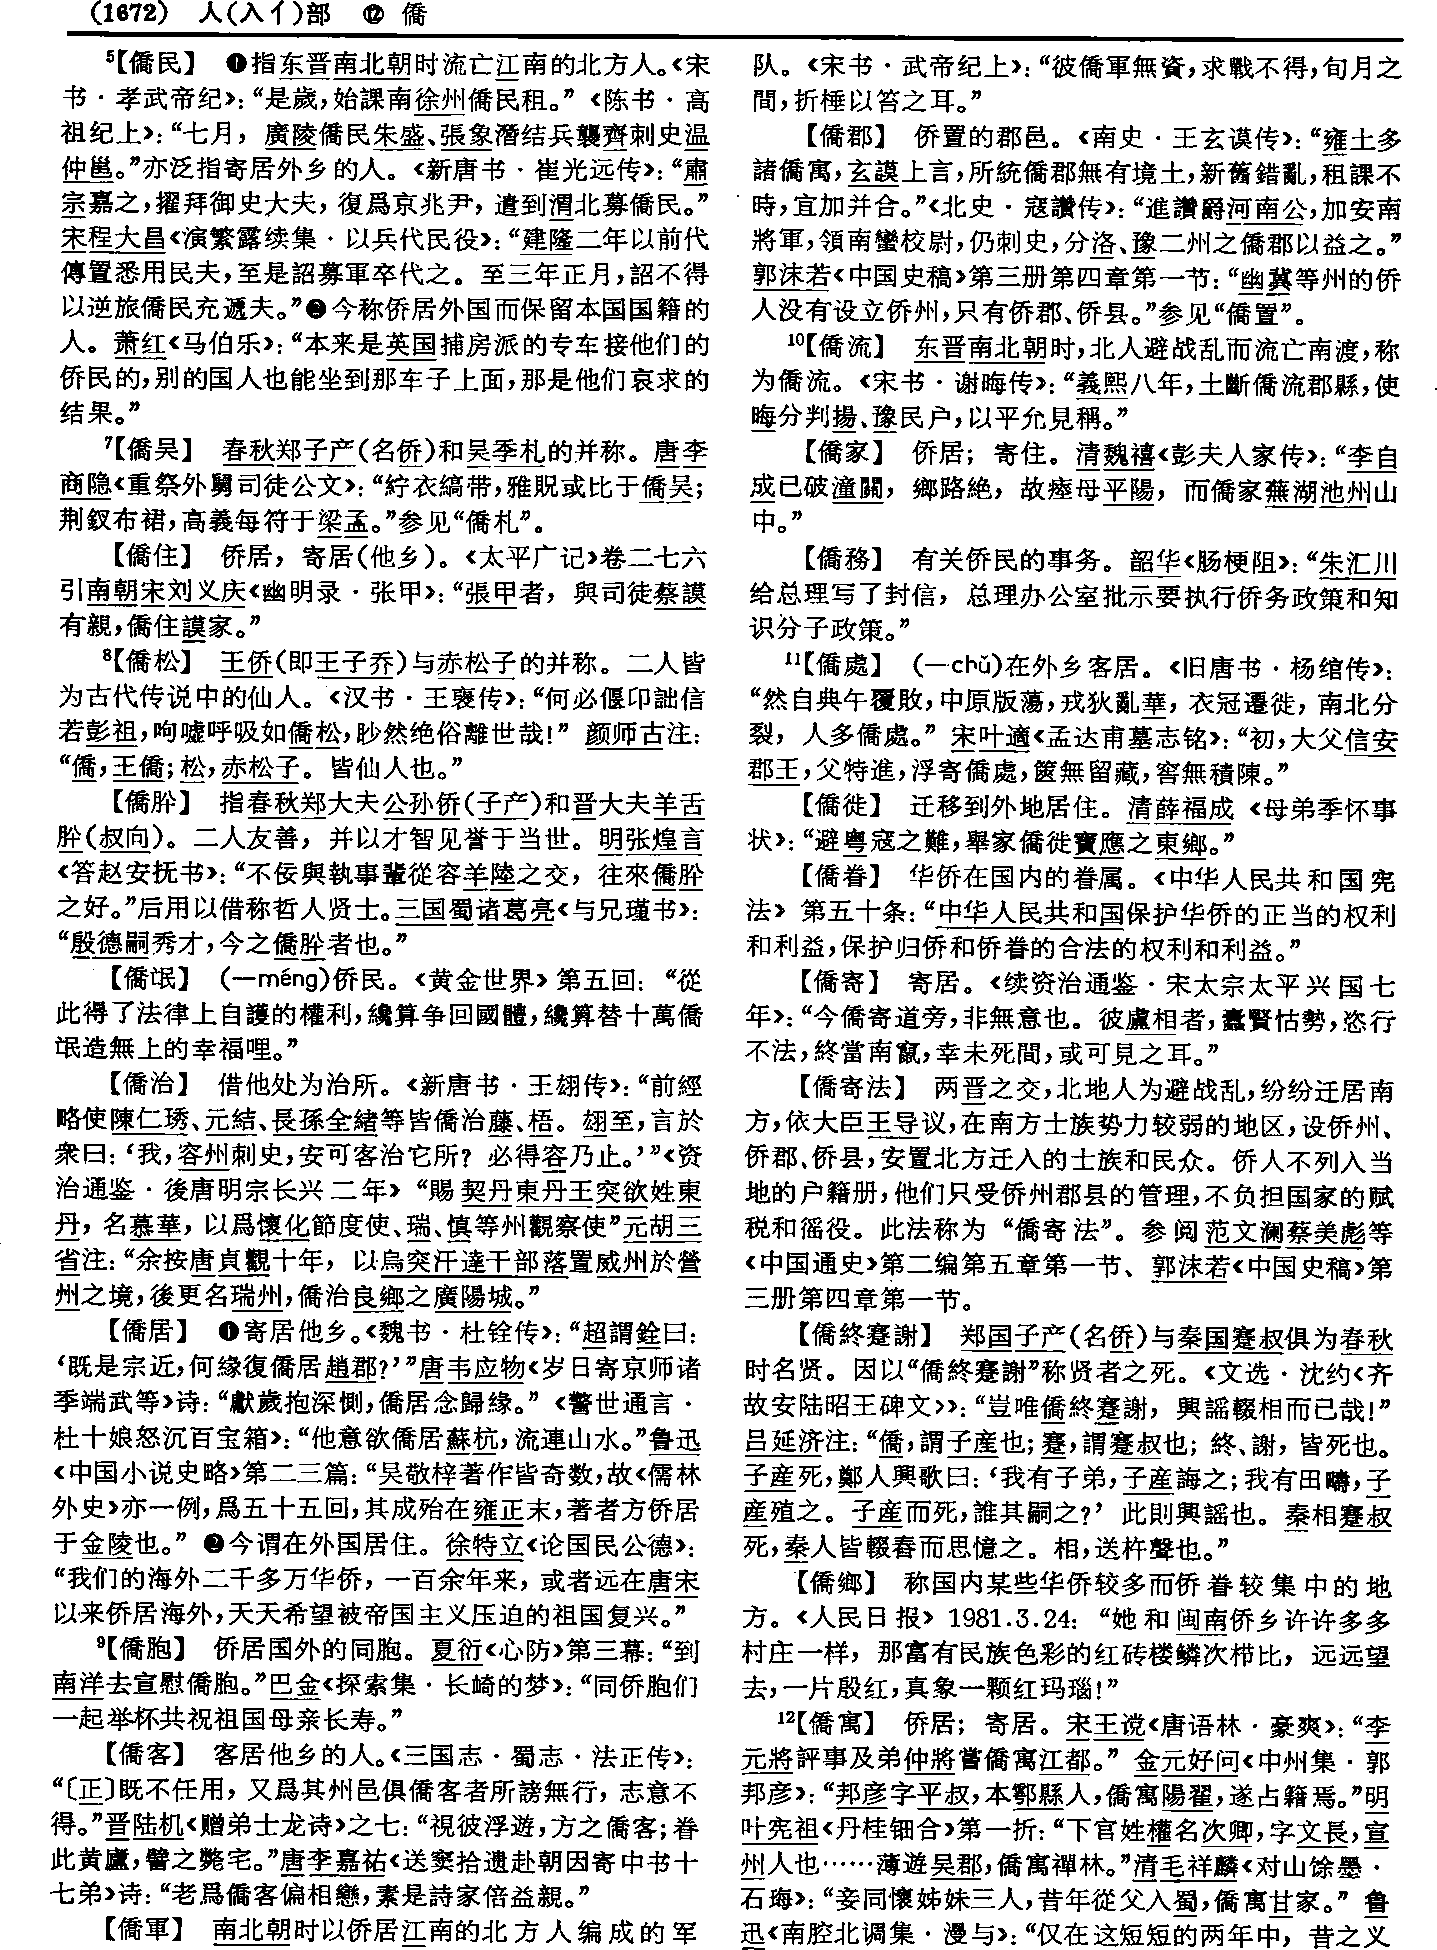 (1672) 人(入亻)部 ⑫ 僑
⁵【僑民】 ❶指东晋南北朝时流亡江南的北方人。《宋
书·孝武帝纪》：“是歲，始課南徐州僑民租。”《陈书·高
祖纪上》：“七月，廣陵僑民朱盛、張象潛结兵襲齊刺史温
仲邕。”亦泛指寄居外乡的人。《新唐书·崔光远传》：“肅
宗嘉之，擢拜御史大夫，復爲京兆尹，遣到渭北募僑民。”
宋程大昌《演繁露续集·以兵代民役》：“建隆二年以前代
傳置悉用民夫，至是詔募軍卒代之。至三年正月，詔不得
以逆旅僑民充遞夫。”❷今称侨居外国而保留本国国籍的
人。萧红《马伯乐》：“本来是英国捕房派的专车接他们的
侨民的，别的国人也能坐到那车子上面，那是他们哀求的
结果。”
⁷【僑吴】 春秋郑子产(名侨)和吴季札的并称。唐李
商隐《重祭外舅司徒公文》：“紵衣縞带，雅貺或比于僑吴；
荆釵布裙，高義每符于梁孟。”参见“僑札”。
【僑住】 侨居，寄居(他乡)。《太平广记》卷二七六
引南朝宋刘义庆《幽明录·张甲》：“張甲者，與司徒蔡謨
有親，僑住謨家。”
⁸【僑松】 王侨(即王子乔)与赤松子的并称。二人皆
为古代传说中的仙人。《汉书·王褒传》：“何必偃卬詘信
若彭祖，呴嘘呼吸如僑松，眇然绝俗離世哉！”颜师古注：
“僑，王僑；松，赤松子。皆仙人也。”
【僑肸】 指春秋郑大夫公孙侨(子产)和晋大夫羊舌
肸(叔向)。二人友善，并以才智见誉于当世。明张煌言
《答赵安抚书》：“不佞與執事輩從容羊陸之交，往來僑肸
之好。”后用以借称哲人贤士。三国蜀诸葛亮《与兄瑾书》：
“殷德嗣秀才，今之僑肸者也。”
【僑氓】 (—méng)侨民。《黄金世界》第五回：“從
此得了法律上自護的權利，纔算争回國體，纔算替十萬僑
氓造無上的幸福哩。”
【僑治】 借他处为治所。《新唐书·王翃传》：“前經
略使陳仁琇、元結、長孫全緒等皆僑治藤、梧。翃至，言於
衆曰：‘我，容州刺史，安可客治它所？必得容乃止。’”《资
治通鉴·後唐明宗长兴二年》“賜契丹東丹王突欲姓東
丹，名慕華，以爲懷化節度使、瑞、慎等州觀察使”元胡三
省注：“余按唐貞觀十年，以烏突汗達干部落置威州於營
州之境，後更名瑞州，僑治良鄉之廣陽城。”
【僑居】 ❶寄居他乡。《魏书·杜铨传》：“超謂銓曰：
‘既是宗近，何緣復僑居趙郡？’”唐韦应物《岁日寄京师诸
季端武等》诗：“獻歲抱深惻，僑居念歸緣。”《警世通言·
杜十娘怒沉百宝箱》：“他意欲僑居蘇杭，流連山水。”鲁迅
《中国小说史略》第二三篇：“吴敬梓著作皆奇数，故《儒林
外史》亦一例，爲五十五回，其成殆在雍正末，著者方侨居
于金陵也。”❷今谓在外国居住。徐特立《论国民公德》：
“我们的海外二千多万华侨，一百余年来，或者远在唐宋
以来侨居海外，天天希望被帝国主义压迫的祖国复兴。”
⁹【僑胞】 侨居国外的同胞。夏衍《心防》第三幕：“到
南洋去宣慰僑胞。”巴金《探索集·长崎的梦》：“同侨胞们
一起举杯共祝祖国母亲长寿。”
【僑客】 客居他乡的人。《三国志·蜀志·法正传》：
“〔正〕既不任用，又爲其州邑俱僑客者所謗無行，志意不
得。”晋陆机《赠弟士龙诗》之七：“視彼浮遊，方之僑客；眷
此黄廬，譬之斃宅。”唐李嘉祐《送窦拾遗赴朝因寄中书十
七弟》诗：“老爲僑客偏相戀，素是詩家倍益親。”
【僑軍】 南北朝时以侨居江南的北方人编成的军
队。《宋书·武帝纪上》：“彼僑軍無資，求戰不得，旬月之
間，折棰以笞之耳。”
【僑郡】 侨置的郡邑。《南史·王玄谟传》：“雍土多
諸僑寓，玄謨上言，所統僑郡無有境土，新舊錯亂，租課不
時，宜加并合。”《北史·寇讚传》：“進讚爵河南公，加安南
將軍，領南蠻校尉，仍刺史，分洛、豫二州之僑郡以益之。”
郭沫若《中国史稿》第三册第四章第一节：“幽冀等州的侨
人没有设立侨州，只有侨郡、侨县。”参见“僑置”。
¹⁰【僑流】 东晋南北朝时，北人避战乱而流亡南渡，称
为僑流。《宋书·谢晦传》：“義熙八年，土斷僑流郡縣，使
晦分判揚、豫民户，以平允見稱。”
【僑家】 侨居；寄住。清魏禧《彭夫人家传》：“李自
成已破潼關，鄉路绝，故瘞母平陽，而僑家蕪湖池州山
中。”
【僑務】 有关侨民的事务。韶华《肠梗阻》：“朱汇川
给总理写了封信，总理办公室批示要执行侨务政策和知
识分子政策。”
¹¹【僑處】 (—chǔ)在外乡客居。《旧唐书·杨绾传》：
“然自典午覆敗，中原版蕩，戎狄亂華，衣冠遷徙，南北分
裂，人多僑處。”宋叶適《孟达甫墓志铭》：“初，大父信安
郡王，父特進，浮寄僑處，篋無留藏，窖無積陳。”
【僑徙】 迁移到外地居住。清薛福成《母弟季怀事
状》：“避粤寇之難，舉家僑徙寶應之東鄉。”
【僑眷】 华侨在国内的眷属。《中华人民共和国宪
法》第五十条：“中华人民共和国保护华侨的正当的权利
和利益，保护归侨和侨眷的合法的权利和利益。”
【僑寄】 寄居。《续资治通鉴·宋太宗太平兴国七
年》：“今僑寄道旁，非無意也。彼盧相者，蠹賢怙勢，恣行
不法，終當南竄，幸未死間，或可見之耳。”
【僑寄法】 两晋之交，北地人为避战乱，纷纷迁居南
方，依大臣王导议，在南方士族势力较弱的地区，设侨州、
侨郡、侨县，安置北方迁入的士族和民众。侨人不列入当
地的户籍册，他们只受侨州郡县的管理，不负担国家的赋
税和徭役。此法称为“僑寄法”。参阅范文澜蔡美彪等
《中国通史》第二编第五章第一节、郭沫若《中国史稿》第
三册第四章第一节。
【僑終蹇謝】 郑国子产(名侨)与秦国蹇叔俱为春秋
时名贤。因以“僑終蹇謝”称贤者之死。《文选·沈约〈齐
故安陆昭王碑文〉》：“豈唯僑終蹇謝，興謡輟相而已哉！”
吕延济注：“僑，謂子産也；蹇，謂蹇叔也；終、謝，皆死也。
子産死，鄭人興歌曰：‘我有子弟，子産誨之；我有田疇，子
産殖之。子産而死，誰其嗣之？’此則興謡也。秦相蹇叔
死，秦人皆輟舂而思憶之。相，送杵聲也。”
【僑鄉】 称国内某些华侨较多而侨眷较集中的地
方。《人民日报》1981.3.24：“她和闽南侨乡许许多多
村庄一样，那富有民族色彩的红砖楼鳞次栉比，远远望
去，一片殷红，真象一颗红玛瑙！”
¹²【僑寓】 侨居；寄居。宋王谠《唐语林·豪爽》：“李
元將評事及弟仲將嘗僑寓江都。”金元好问《中州集·郭
邦彦》：“邦彦字平叔，本鄠縣人，僑寓陽翟，遂占籍焉。”明
叶宪祖《丹桂钿合》第一折：“下官姓權名次卿，字文長，宣
州人也……薄遊吴郡，僑寓禪林。”清毛祥麟《对山馀墨·
石海》：“妾同懷姊妹三人，昔年從父入蜀，僑寓甘家。”鲁
迅《南腔北调集·漫与》：“仅在这短短的两年中，昔之义